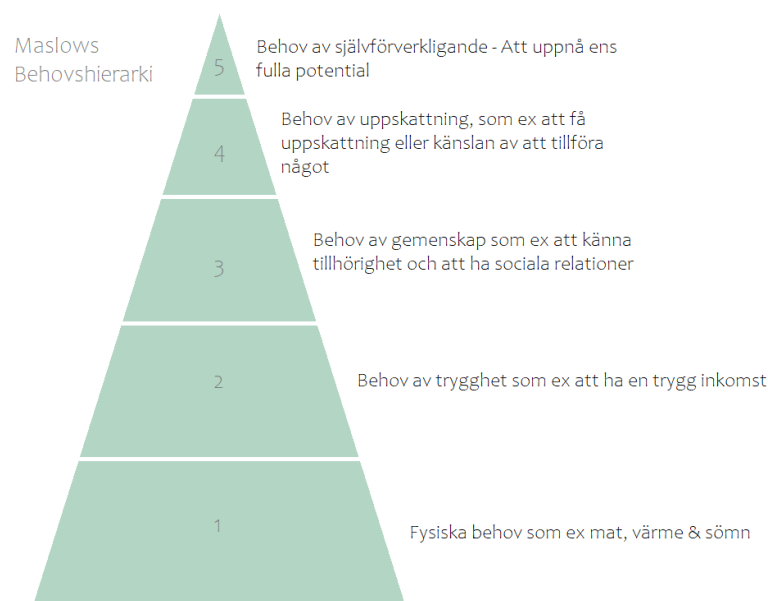 Maslows
Behovshierarki
5
Behov av självförverkligande - Att uppnå ens
fulla potential
4
Behov av uppskattning, som ex att få
uppskattning eller känslan av att tillföra
något
3
Behov av gemenskap som ex att känna
tillhörighet och att ha sociala relationer
2
Behov av trygghet som ex att ha en trygg inkomst
1
Fysiska behov som ex mat, värme & sömn